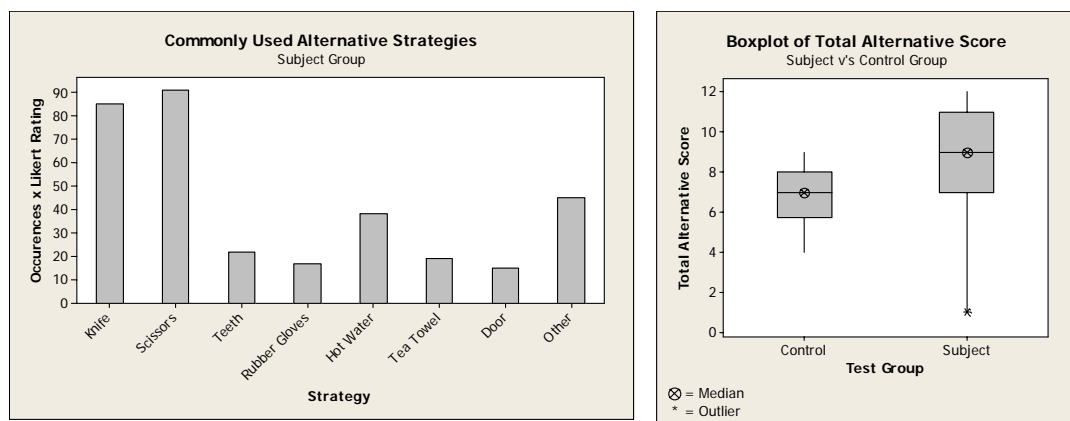 Commonly Used Alternative Strategies
Subject Group
Occurences x Likert Rating
90
80
70
60
50
40
30
20
10
0
Knife
Scissors
Teeth
Rubber Gloves
Hot Water
Tea Towel
Door
Other
Strategy
Boxplot of Total Alternative Score
Subject v's Control Group
Total Alternative Score
12
10
8
6
4
2
0
Control
Subject
Test Group
= Median
* = Outlier